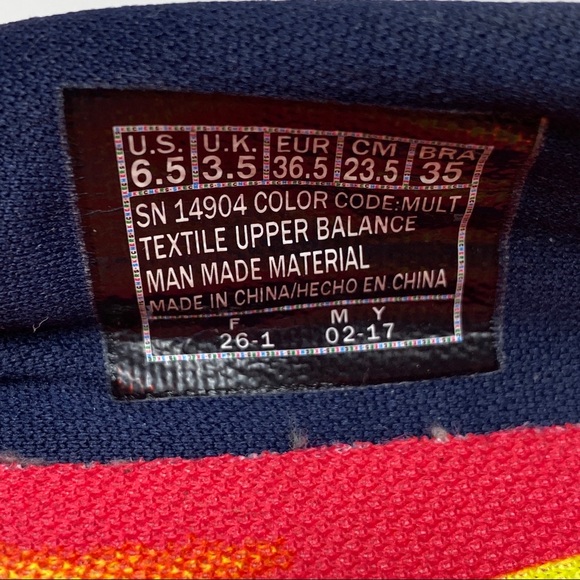 U.S. U.K. EUR CM BRA
6.5 3.5 36.5 23.5 35
SN 14904 COLOR CODE:MULT
TEXTILE UPPER BALANCE
MAN MADE MATERIAL
MADE IN CHINA/HECHO EN CHINA
F M Y
26-1 02-17